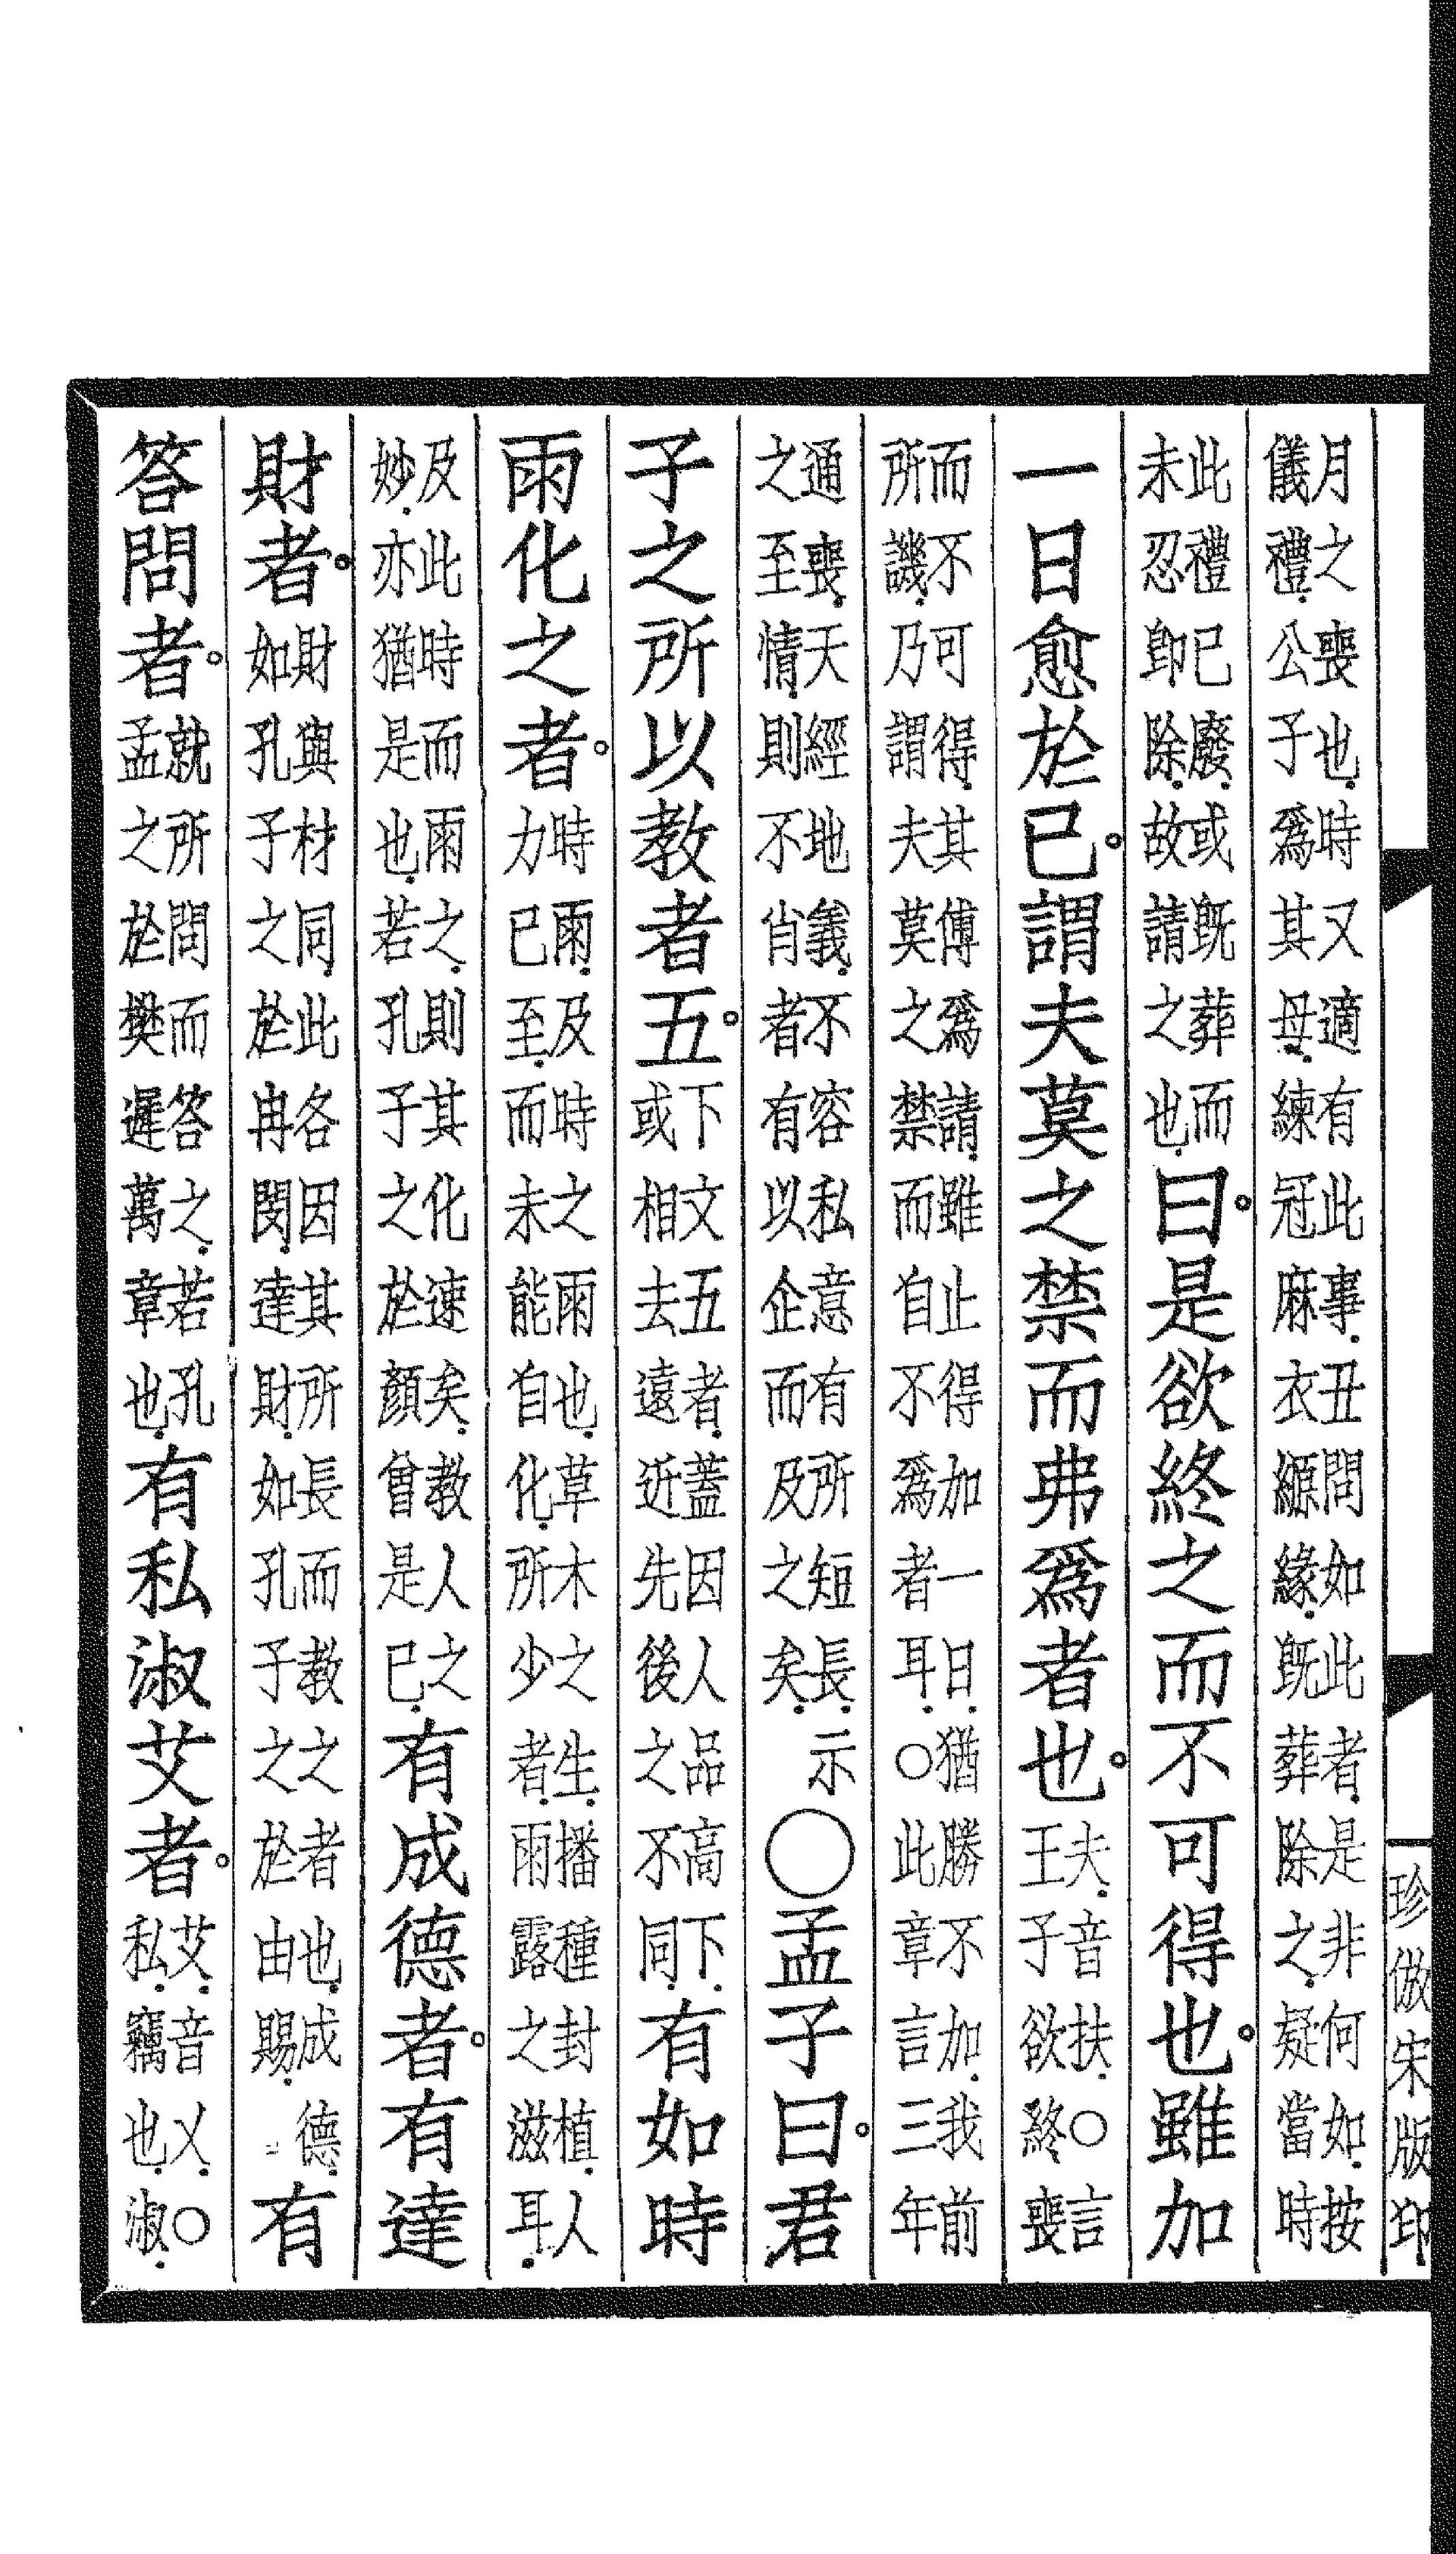 珍倣宋版印
月之喪也時又適有此事丑問如此者是非何如按儀禮公子爲其母練冠麻衣縓緣既葬除之疑當時
此禮已廢或既葬而未忍卽除故請之也曰。是欲終之而不可得也。雖加
一日愈於已。謂夫莫之禁而弗爲者也。夫音扶○言王子欲終喪
而不可得其傅爲請雖止得加一日猶勝不加我前所譏乃謂夫莫之禁而自不爲者耳○此章言三年
通喪天經地義不容私意有所短長示之至情則不肖者有以企而及之矣○孟子曰。君
子之所以教者五。下文五者蓋因人品高下或相去遠近先後之不同有如時
雨化之者。時雨及時之雨也草木之生播種封植人力已至而未能自化所少者雨露之滋耳
及此時而雨之則其化速矣教人之妙亦猶是也若孔子之於顏曾是已有成德者。有達
財者。財與材同此各因其所長而教之者也成德如孔子之於冉閔達財如孔子之於由賜有
答問者。就所問而答之若孔孟之於樊遲萬章也有私淑艾者。艾音乂○私竊也淑